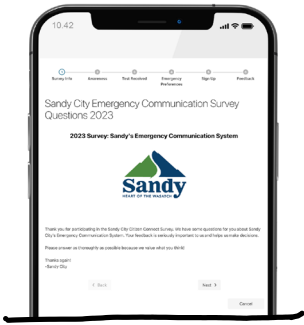 10.42
Survey Info Awareness Test Received Emergency Preferences Sign Up Feedback
Sandy City Emergency Communication Survey
Questions 2023
2023 Survey: Sandy's Emergency Communication System
Sandy
HEART OF THE WASATCH
Thank you for participating in the Sandy City Citizen Connect Survey. We have some questions for you about Sandy
City's Emergency Communication System. Your feedback is seriously important to us and helps us make decisions.
Please answer as thoroughly as possible because we value what you think!
Thanks again!
-Sandy City
< Back Next >
Cancel